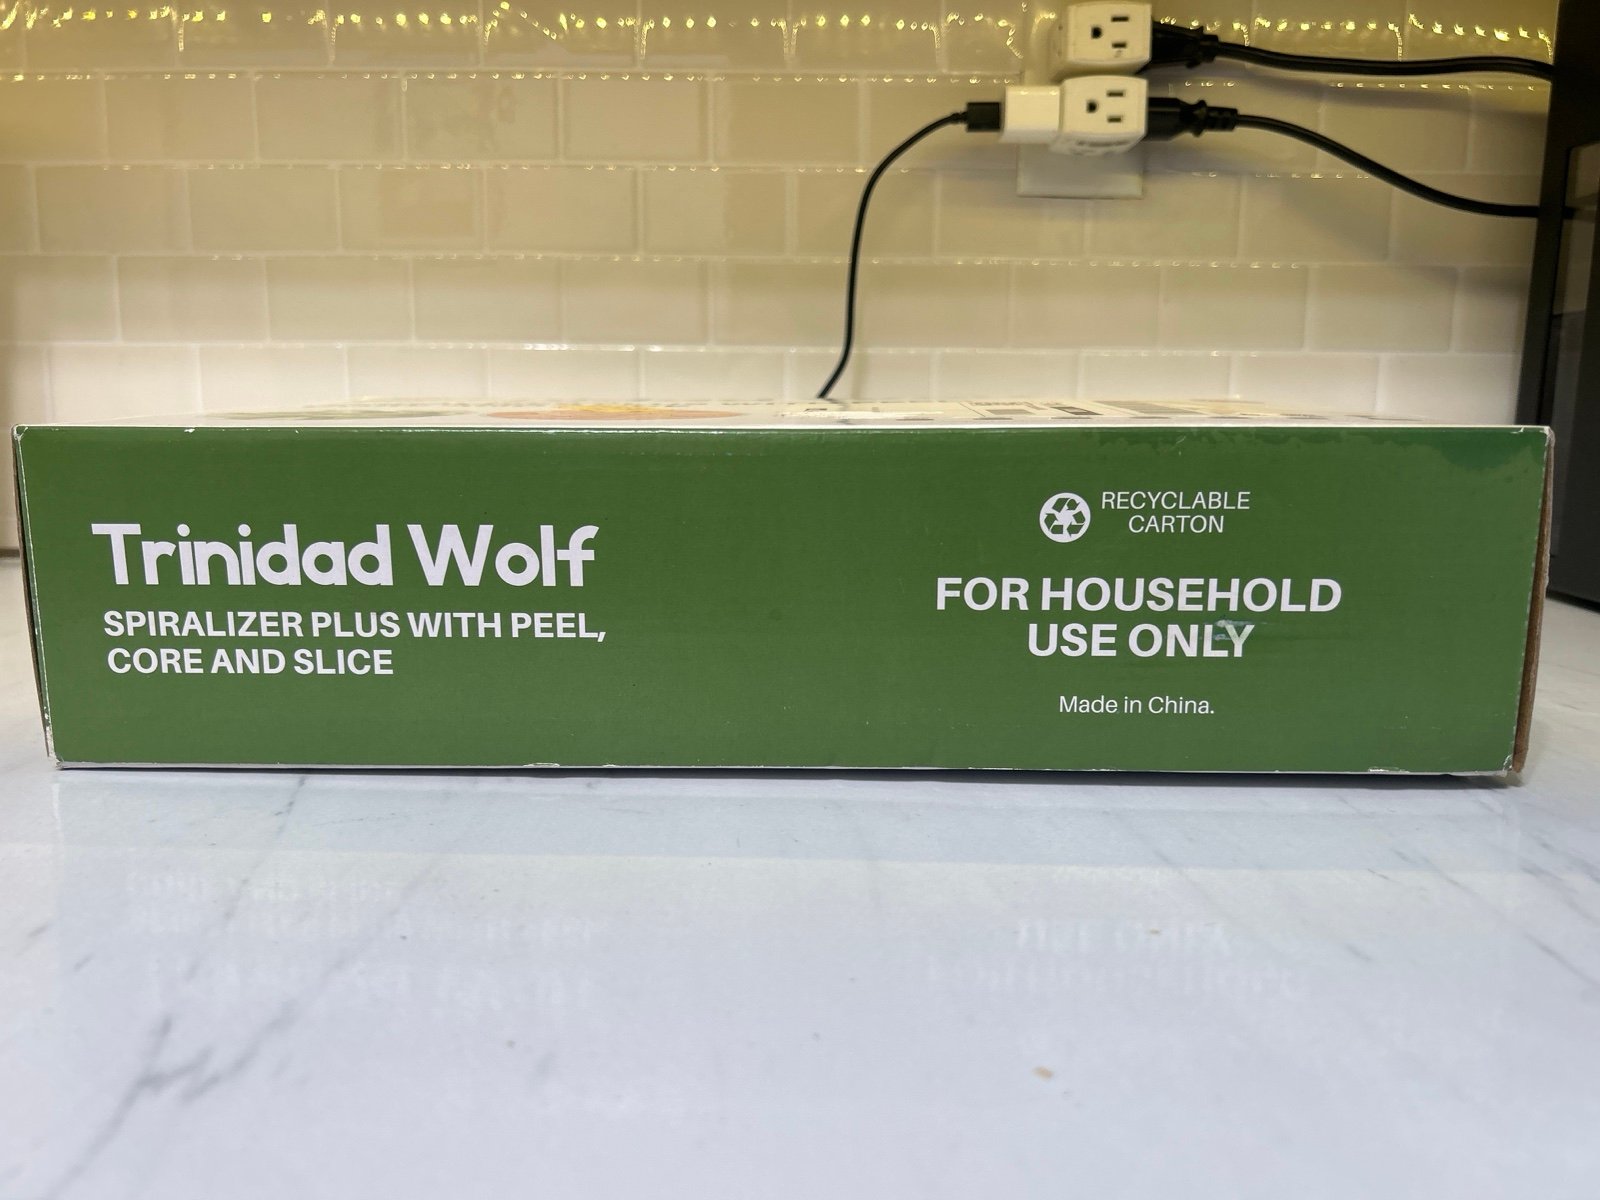 Trinidad Wolf
SPIRALIZER PLUS WITH PEEL,
CORE AND SLICE
RECYCLABLE
CARTON
FOR HOUSEHOLD
USE ONLY
Made in China.